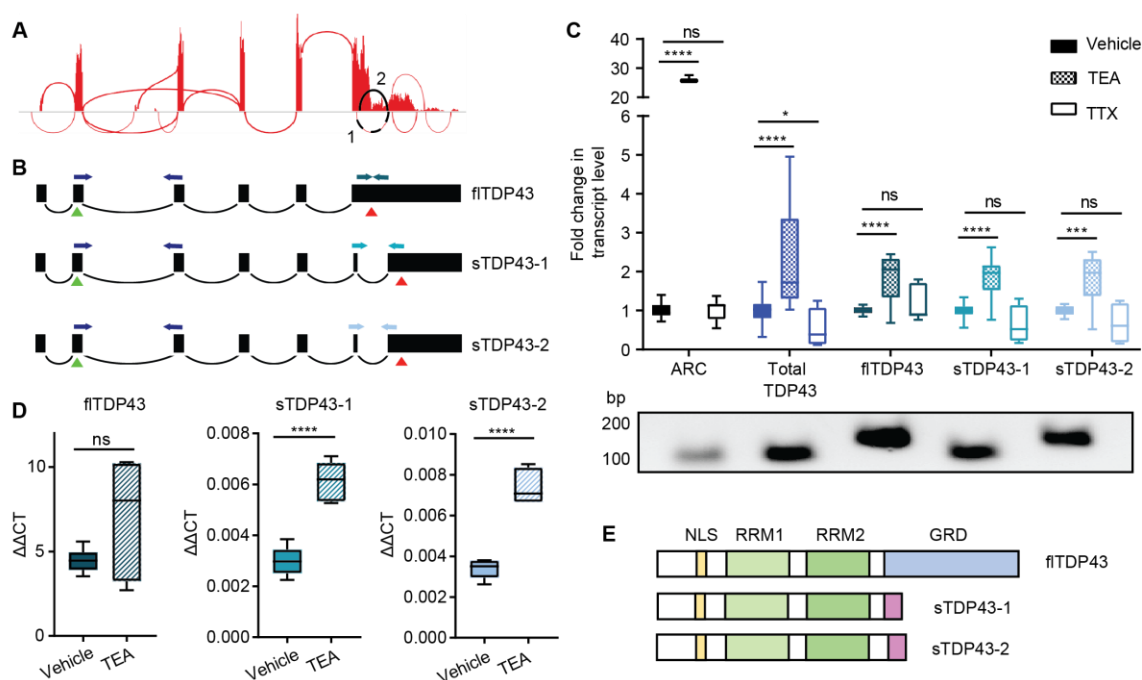 A
1
2
B
flTDP43
sTDP43-1
sTDP43-2
C
Fold change in
transcript level
40
30
20
6
5
4
3
2
1
0
ns
****
*
****
ns
****
ns
****
ns
***
Vehicle
TEA
TTX
ARC
Total
TDP43
flTDP43
sTDP43-1
sTDP43-2
bp
200
100
D
flTDP43
ΔΔCT
10
5
0
ns
Vehicle
TEA
sTDP43-1
ΔΔCT
0.008
0.006
0.004
0.002
0.000
****
Vehicle
TEA
sTDP43-2
ΔΔCT
0.010
0.008
0.006
0.004
0.002
0.000
****
Vehicle
TEA
E
NLS RRM1 RRM2 GRD
flTDP43
sTDP43-1
sTDP43-2